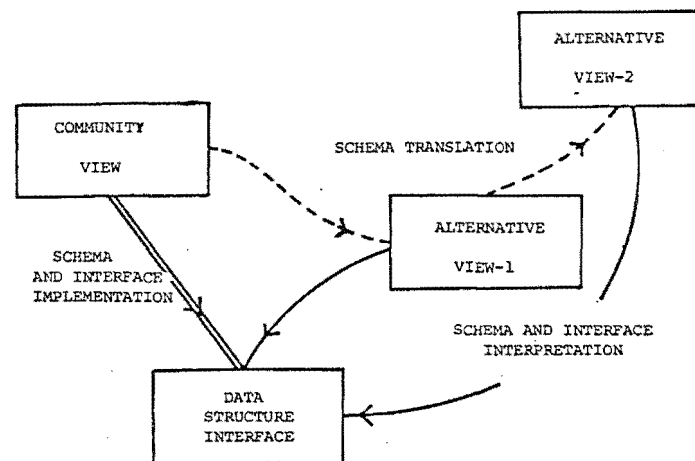 ALTERNATIVE
VIEW-2
COMMUNITY
VIEW
SCHEMA TRANSLATION
ALTERNATIVE
VIEW-1
SCHEMA
AND INTERFACE
IMPLEMENTATION
SCHEMA AND INTERFACE
INTERPRETATION
DATA
STRUCTURE
INTERFACE